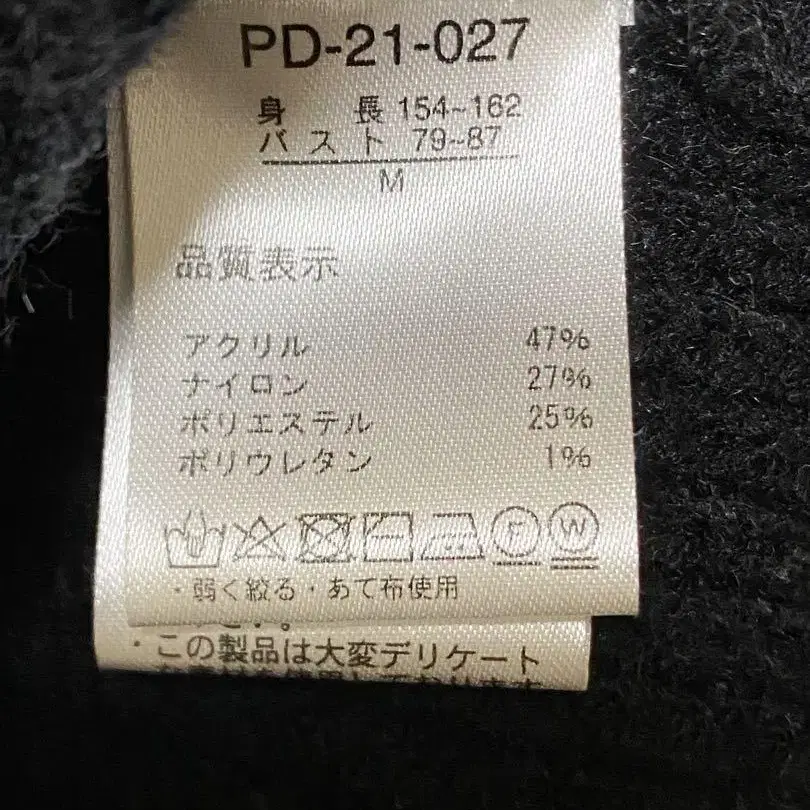 PD-21-027
身 長 154~162
バスト 79~87
M
品質表示
アクリル 47%
ナイロン 27%
ポリエステル 25%
ポリウレタン 1%
F W
・弱く絞る・あて布使用
・この製品は大変デリケート